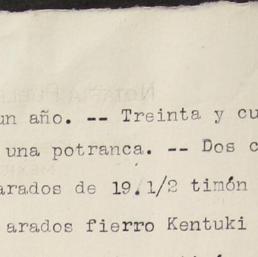 un año. -- Treinta y cu
una potranca. -- Dos c
arados de 19.1/2 timón
arados fierro Kentuki